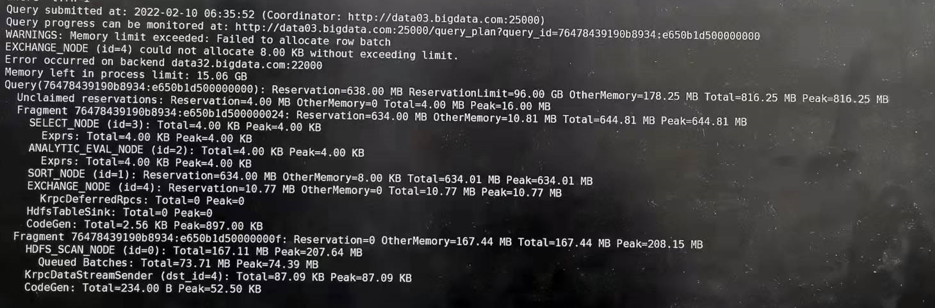 Query submitted at: 2022-02-10 06:35:52 (Coordinator: http://data03.bigdata.com:25000)
Query progress can be monitored at: http://data03.bigdata.com:25000/query_plan?query_id=76478439190b8934:e650b1d500000000
WARNINGS: Memory limit exceeded: Failed to allocate row batch
EXCHANGE_NODE (id=4) could not allocate 8.00 KB without exceeding limit.
Error occurred on backend data32.bigdata.com:22000
Memory left in process limit: 15.06 GB
Query(76478439190b8934:e650b1d500000000): Reservation=638.00 MB ReservationLimit=96.00 GB OtherMemory=178.25 MB Total=816.25 MB Peak=816.25 MB
Unclaimed reservations: Reservation=4.00 MB OtherMemory=0 Total=4.00 MB Peak=16.00 MB
Fragment 76478439190b8934:e650b1d500000024: Reservation=634.00 MB OtherMemory=10.81 MB Total=644.81 MB Peak=644.81 MB
SELECT_NODE (id=3): Total=4.00 KB Peak=4.00 KB
Exprs: Total=4.00 KB Peak=4.00 KB
ANALYTIC_EVAL_NODE (id=2): Total=4.00 KB Peak=4.00 KB
Exprs: Total=4.00 KB Peak=4.00 KB
SORT_NODE (id=1): Reservation=634.00 MB OtherMemory=8.00 KB Total=634.01 MB Peak=634.01 MB
EXCHANGE_NODE (id=4): Reservation=10.77 MB OtherMemory=0 Total=10.77 MB Peak=10.77 MB
KrpcDeferredRpcs: Total=0 Peak=0
HdfsTableSink: Total=0 Peak=0
CodeGen: Total=2.56 KB Peak=897.00 KB
Fragment 76478439190b8934:e650b1d50000000f: Reservation=0 OtherMemory=167.44 MB Total=167.44 MB Peak=208.15 MB
HDFS_SCAN_NODE (id=0): Total=167.11 MB Peak=207.64 MB
Queued Batches: Total=73.71 MB Peak=74.39 MB
KrpcDataStreamSender (dst_id=4): Total=87.09 KB Peak=87.09 KB
CodeGen: Total=234.00 B Peak=52.50 KB